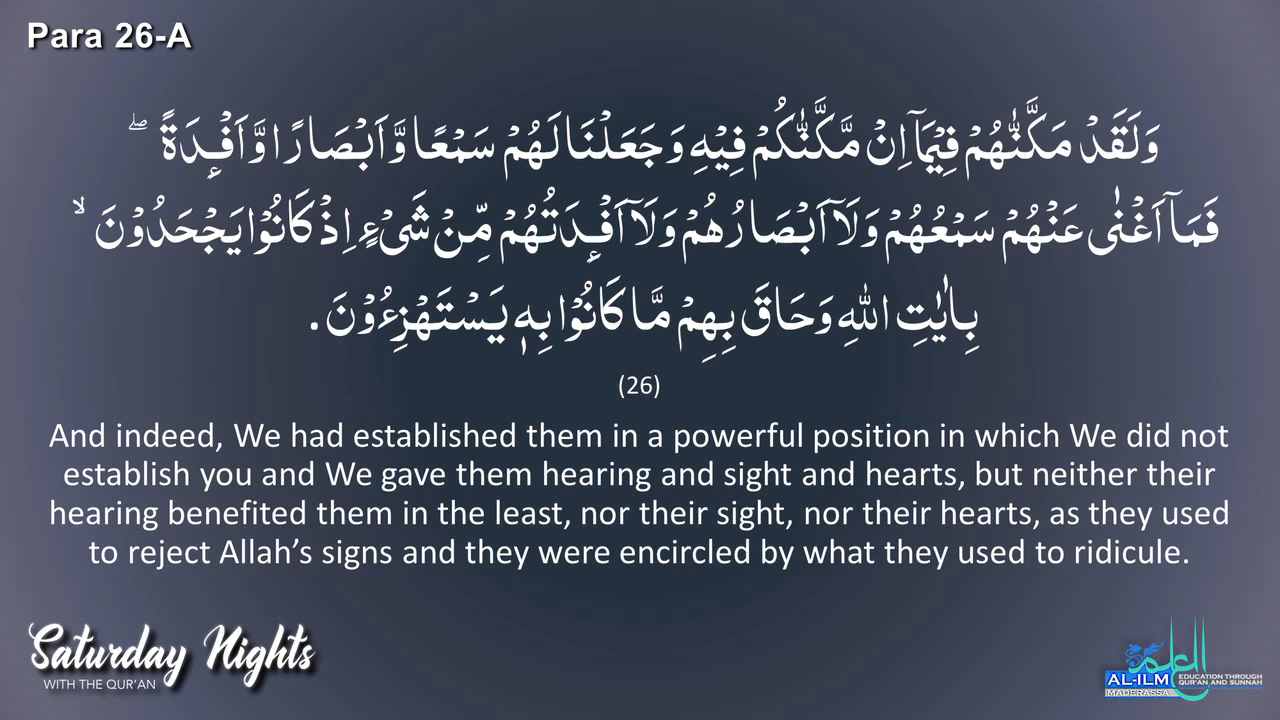 Para 26-A
وَلَقَدْ مَكَّنّٰهُمْ فِیْمَاۤ اِنْ مَّكَّنّٰكُمْ فِیْهِ وَجَعَلْنَا لَهُمْ سَمْعًا وَّاَبْصَارًا وَّاَفْـِٕدَةً ۖ
فَمَاۤ اَغْنٰی عَنْهُمْ سَمْعُهُمْ وَلَاۤ اَبْصَارُهُمْ وَلَاۤ اَفْـِٕدَتُهُمْ مِّنْ شَیْءٍ اِذْ كَانُوْا یَجْحَدُوْنَ ۙ
بِاٰیٰتِ اللّٰهِ وَحَاقَ بِهِمْ مَّا كَانُوْا بِهٖ یَسْتَهْزِءُوْنَ.
(26)
And indeed, We had established them in a powerful position in which We did not
establish you and We gave them hearing and sight and hearts, but neither their
hearing benefited them in the least, nor their sight, nor their hearts, as they used
to reject Allah’s signs and they were encircled by what they used to ridicule.
Saturday Nights
WITH THE QUR'AN
العلم
AL-ILM
MADERASSA
EDUCATION THROUGH
QUR'AN AND SUNNAH